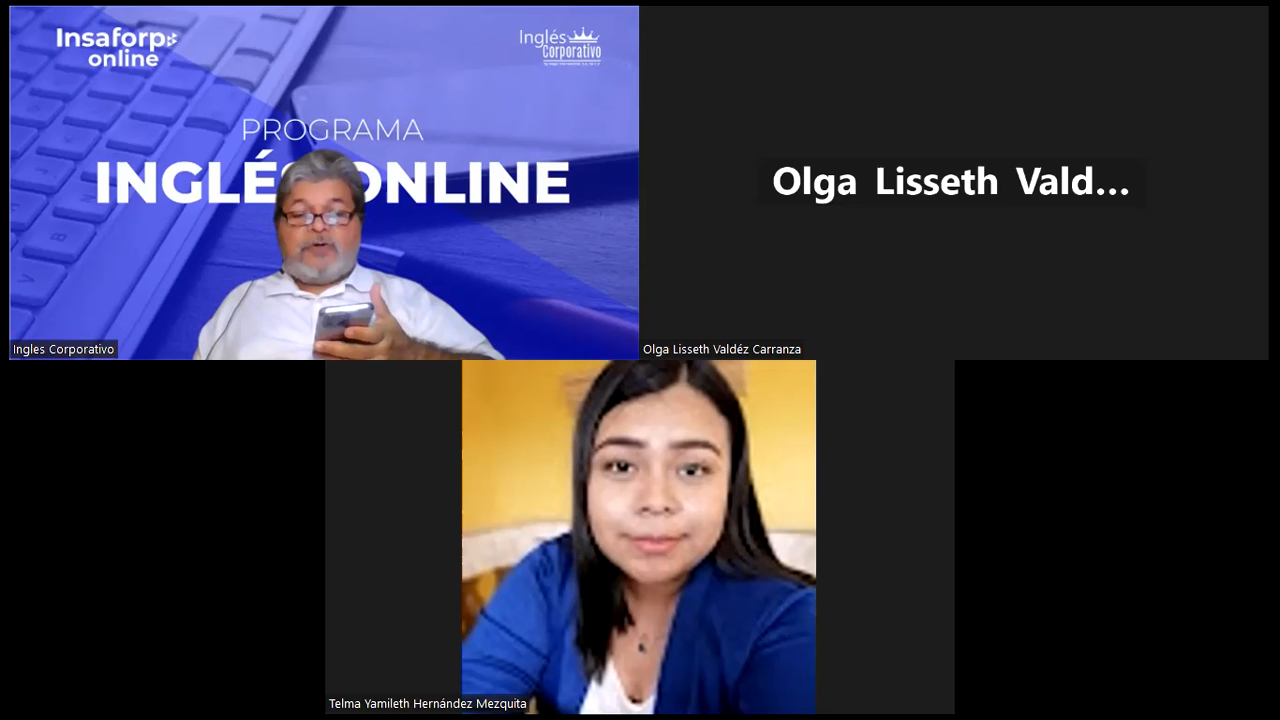 Insaforp
online
Inglés
Corporativo
PROGRAMA
INGLÉS ONLINE
Ingles Corporativo
Olga Lisseth Vald...
Olga Lisseth Valdéz Carranza
Telma Yamileth Hernández Mezquita